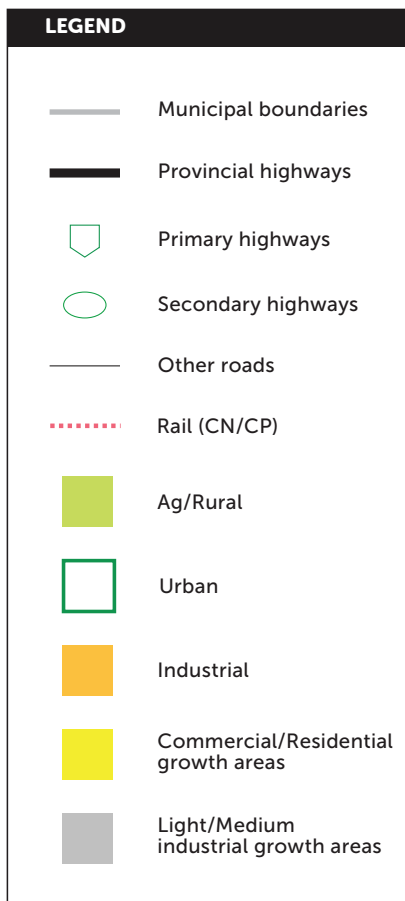 LEGEND
Municipal boundaries
Provincial highways
Primary highways
Secondary highways
Other roads
Rail (CN/CP)
Ag/Rural
Urban
Industrial
Commercial/Residential
growth areas
Light/Medium
industrial growth areas